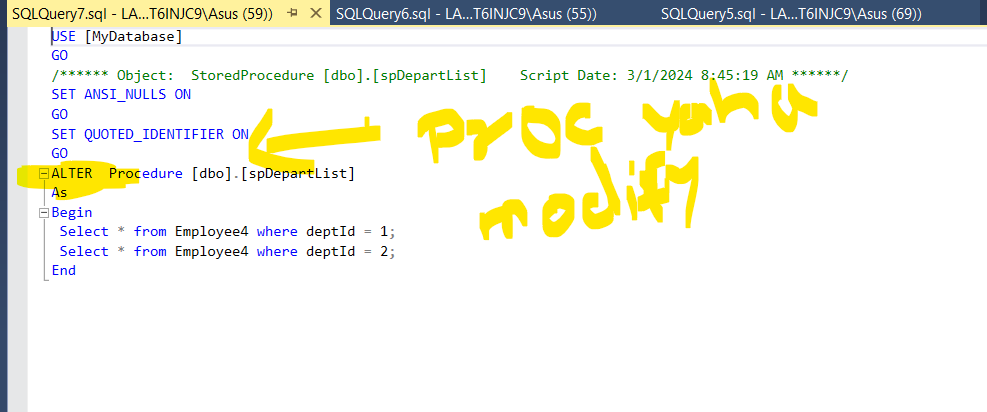 SQLQuery7.sql - LA...T6INJC9\Asus (59)) SQLQuery6.sql - LA...T6INJC9\Asus (55)) SQLQuery5.sql - LA...T6INJC9\Asus (69))
USE [MyDatabase]
GO
/****** Object:  StoredProcedure [dbo].[spDepartList]    Script Date: 3/1/2024 8:45:19 AM ******/
SET ANSI_NULLS ON
GO
SET QUOTED_IDENTIFIER ON
GO
ALTER  Procedure [dbo].[spDepartList]
As
Begin
Select * from Employee4 where deptId = 1;
Select * from Employee4 where deptId = 2;
End
Proc yaha
modify